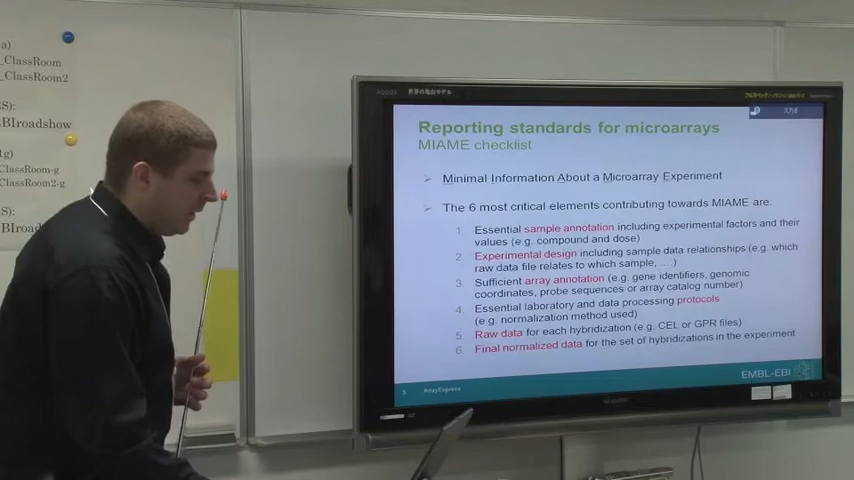 a)
_ClassRoom
_ClassRoom2
S):
BIroadshow
g)
ClassRoom-g
ClassRoom2-g
S):
BIroad
AQUOS
Reporting standards for microarrays
MIAME checklist
➢ Minimal Information About a Microarray Experiment
➢ The 6 most critical elements contributing towards MIAME are:
1. Essential sample annotation including experimental factors and their
values (e.g. compound and dose)
2. Experimental design including sample data relationships (e.g. which
raw data file relates to which sample, ....)
3. Sufficient array annotation (e.g. gene identifiers, genomic
coordinates, probe sequences or array catalog number)
4. Essential laboratory and data processing protocols
(e.g. normalization method used)
5. Raw data for each hybridization (e.g. CEL or GPR files)
6. Final normalized data for the set of hybridizations in the experiment
ArrayExpress
EMBL-EBI